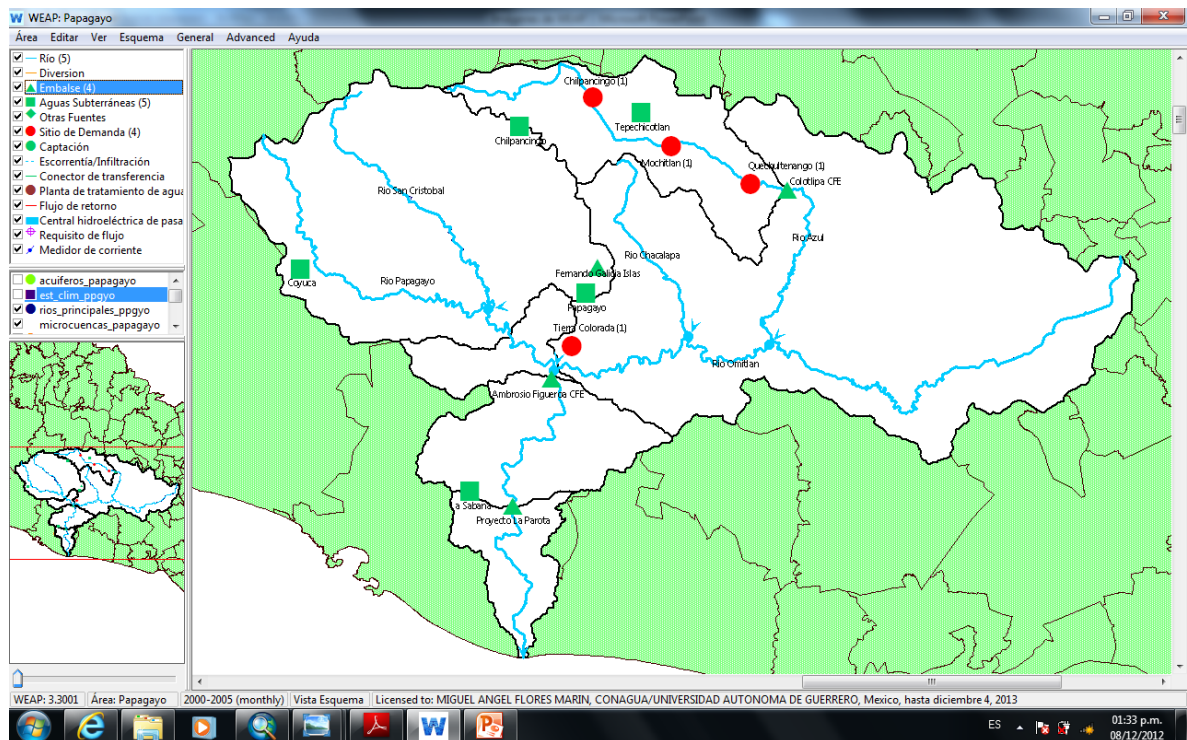 WEAP: Papagayo
Área Editar Ver Esquema General Advanced Ayuda
Río (5)
Diversion
Embalse (4)
Aguas Subterráneas (5)
Otras Fuentes
Sitio de Demanda (4)
Captación
Escorrentía/Infiltración
Conector de transferencia
Planta de tratamiento de agua
Flujo de retorno
Central hidroeléctrica de pasa
Requisito de flujo
Medidor de corriente
acuiferos_papagayo
est_clim_ppgyo
rios_principales_ppgyo
microcuencas_papagayo
Chilpancingo (1)
Tepechicotlan
Chilpancingo
Mochitlan (1)
Quechultenango (1)
Colotlipa CFE
Rio San Cristobal
Rio Azul
Rio Chacalapa
Fernando Galicia Islas
Coyuca
Rio Papagayo
Papagayo
Tierra Colorada (1)
Rio Omitlan
Ambrosio Figueroa CFE
a Sabana
Proyecto La Parota
WEAP: 3.3001 Área: Papagayo 2000-2005 (monthly) Vista Esquema Licensed to: MIGUEL ANGEL FLORES MARIN, CONAGUA/UNIVERSIDAD AUTONOMA DE GUERRERO, Mexico, hasta diciembre 4, 2013
ES 01:33 p.m.
08/12/2012